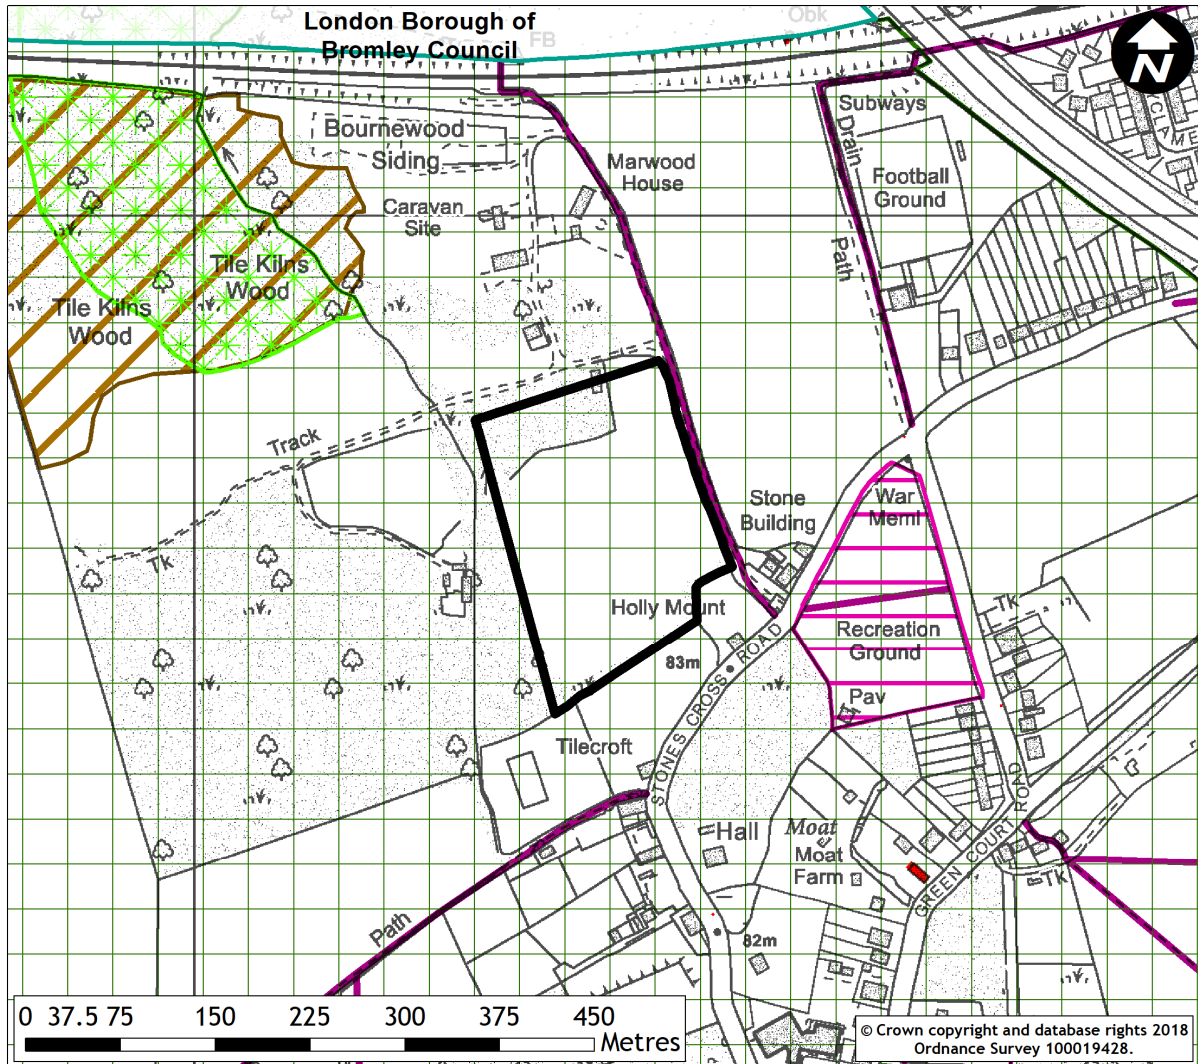 London Borough of
Bromley Council
FB
Obk
N
CLAME
Subways
Drain
Path
Football
Ground
Bournewood
Siding
Marwood
House
Caravan
Site
Tile Kilns
Wood
Tile Kilns
Wood
Track
Tk
Stone
Building
War
Meml
Holly Mount
83m
STONES CROSS ROAD
Recreation
Ground
Pav
Tk
Tilecroft
Hall
Moat
Moat
Farm
GREEN COURT ROAD
Tk
Path
82m
0 37.5 75 150 225 300 375 450
Metres
© Crown copyright and database rights 2018
Ordnance Survey 100019428.